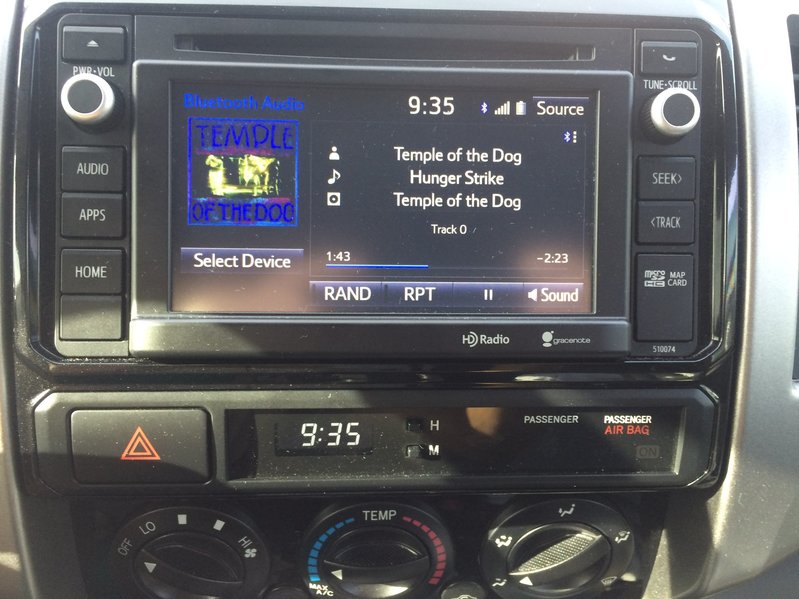 PWR·VOL
AUDIO
APPS
HOME
Bluetooth Audio
9:35
Source
TEMPLE
OF THE DOG
Temple of the Dog
Hunger Strike
Temple of the Dog
Track 0
1:43
-2:23
Select Device
RAND
RPT
Sound
TUNE·SCROLL
SEEK>
<TRACK
microSD HC
MAP CARD
510074
HD Radio
gracenote
9:35
H
M
PASSENGER
PASSENGER
AIR BAG
ON
OFF
LO
HI
TEMP
MAX A/C